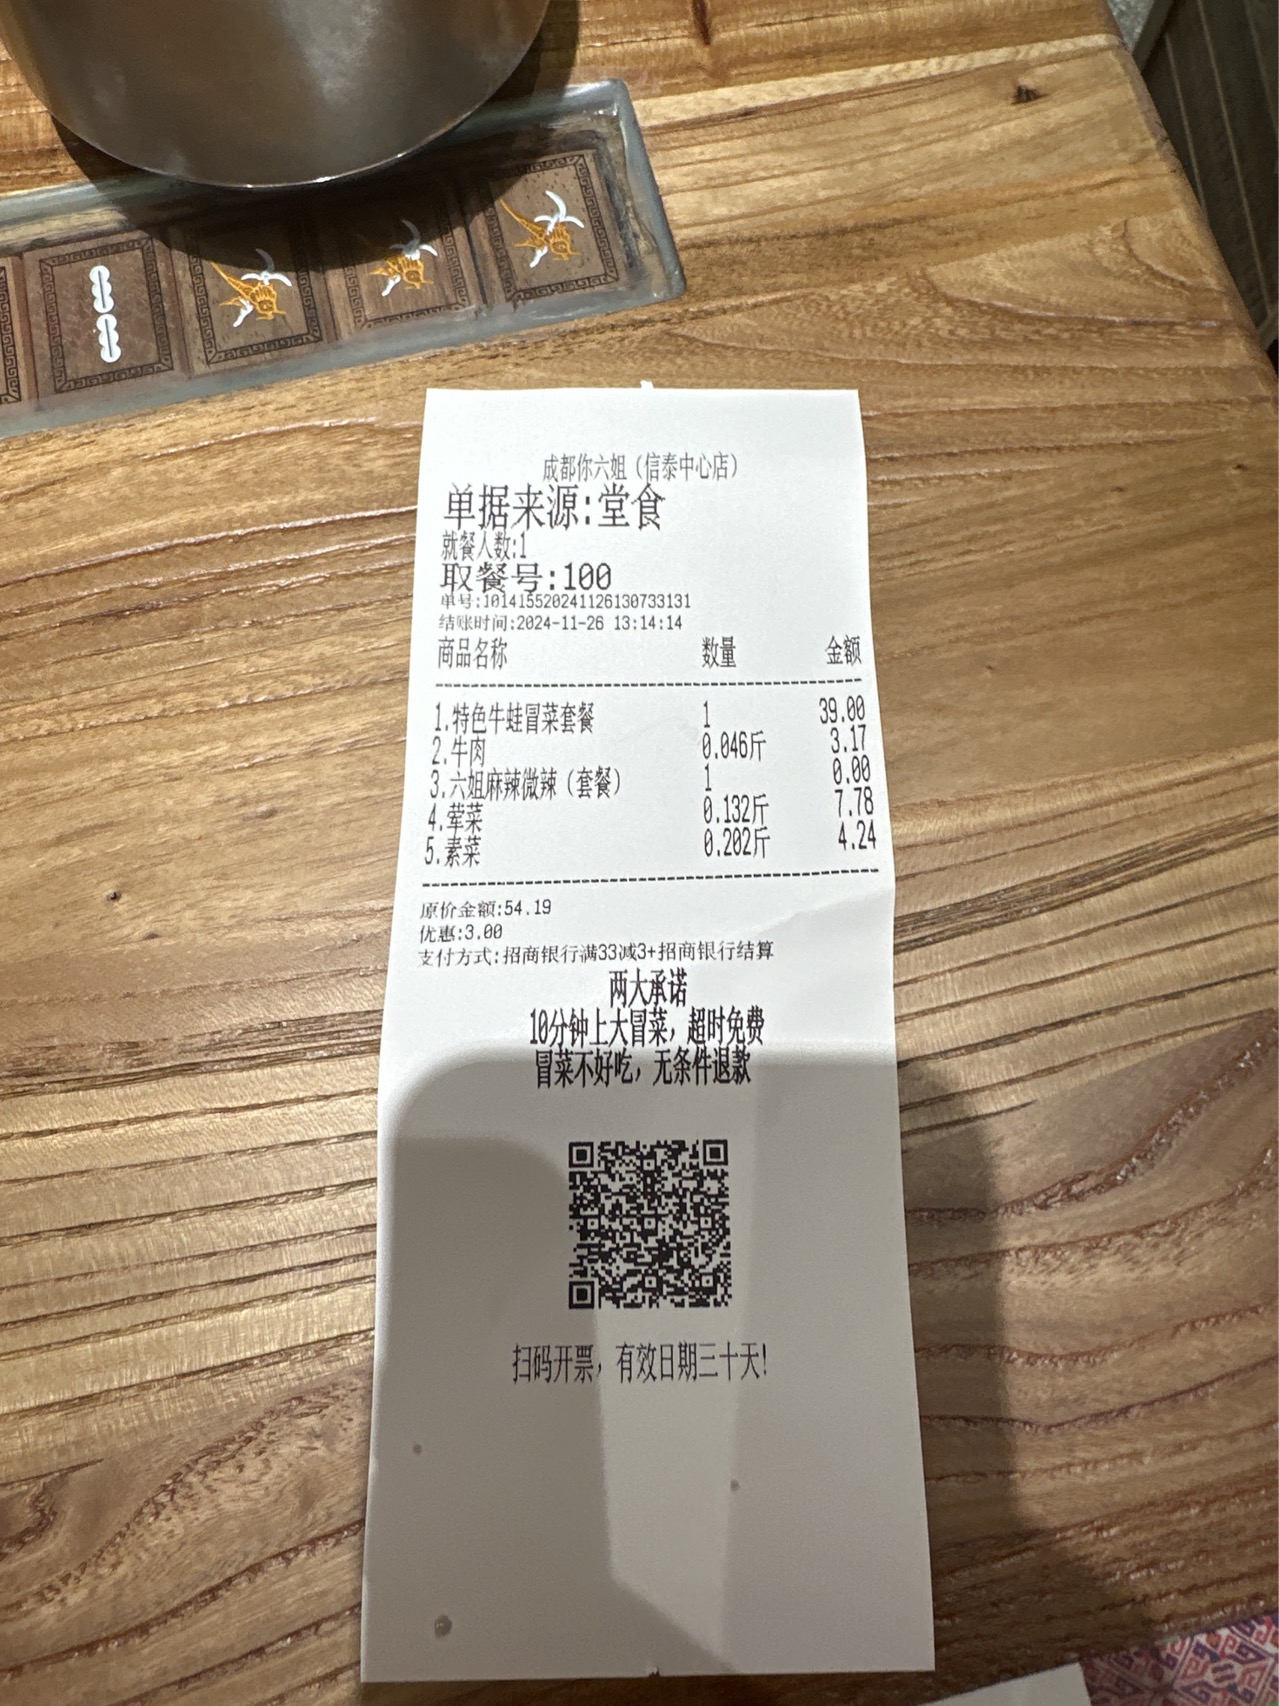 成都你六姐（信泰中心店）
单据来源:堂食
就餐人数:1
取餐号:100
单号:101415520241126130733131
结账时间:2024-11-26 13:14:14
商品名称 数量 金额
1.特色牛蛙冒菜套餐 1 39.00
2.牛肉 0.046斤 3.17
3.六姐麻辣微辣（套餐） 1 0.00
4.荤菜 0.132斤 7.78
5.素菜 0.202斤 4.24
原价金额:54.19
优惠:3.00
支付方式:招商银行满33减3+招商银行结算
两大承诺
10分钟上大冒菜，超时免费
冒菜不好吃，无条件退款
扫码开票，有效日期三十天!